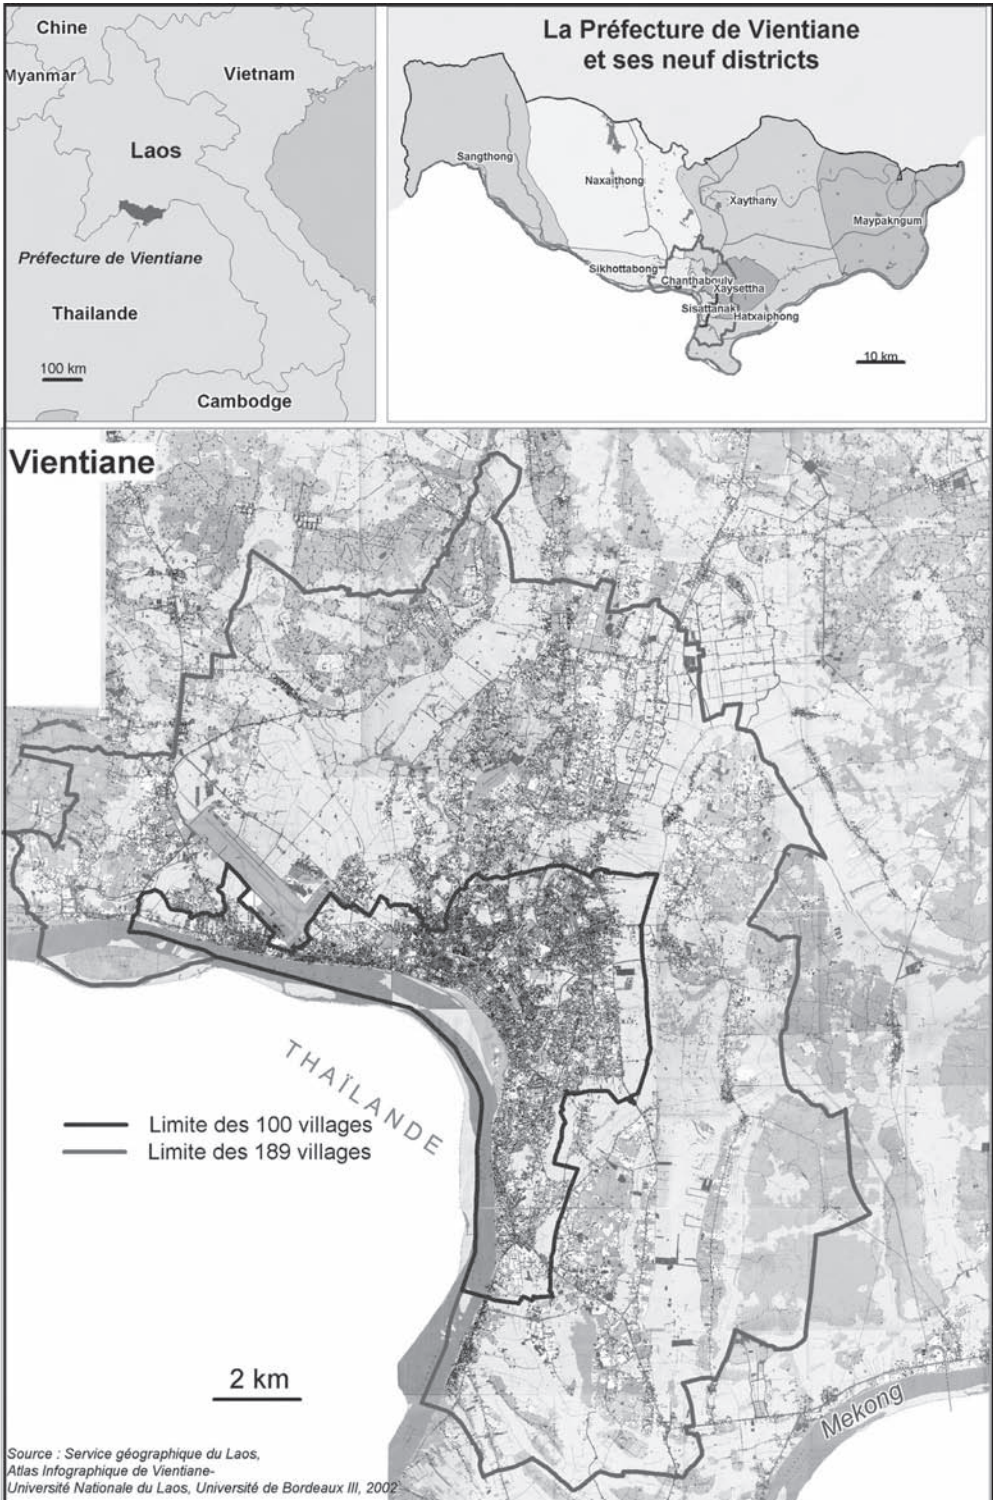 Chine
Myanmar
Vietnam
Laos
Préfecture de Vientiane
Thailande
100 km
Cambodge
La Préfecture de Vientiane
et ses neuf districts
Sangthong
Naxaithong
Xaythany
Maypakngum
Sikhottabong
Chanthabouly
Xaysettha
Sisattanak
Hatxaiphong
10 km
Vientiane
THAÏLANDE
Limite des 100 villages
Limite des 189 villages
2 km
Mekong
Source : Service géographique du Laos,
Atlas Infographique de Vientiane-
Université Nationale du Laos, Université de Bordeaux III, 2002